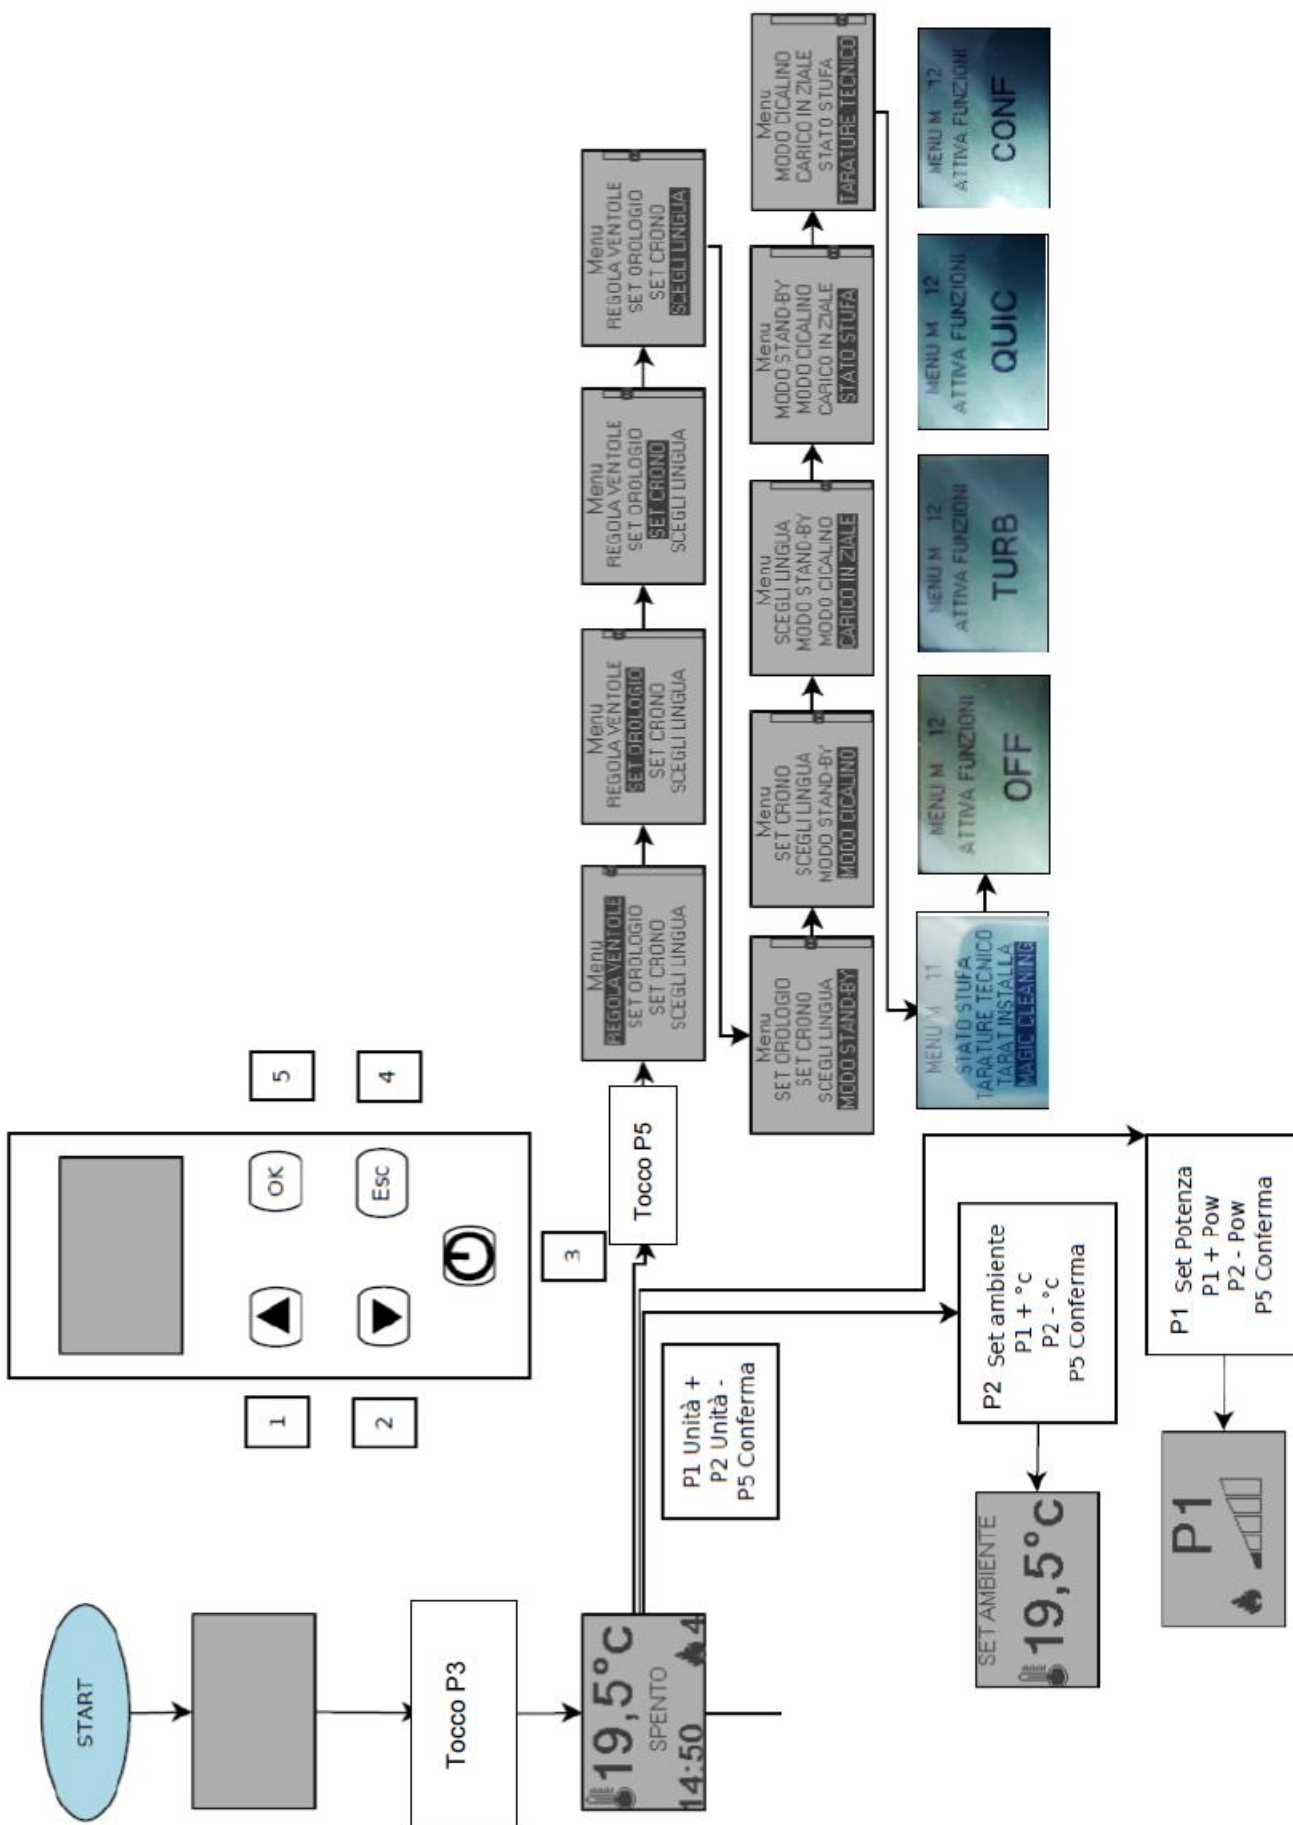 START
Tocco P3
19,5°C
SPENTO
14:50 4
1
2
3
4
5
OK
Esc
P1 Unità +
P2 Unità -
P5 Conferma
Tocco P5
Menu
REGOLA VENTOLE
SET OROLOGIO
SET CRONO
SCEGLI LINGUA
Menu
REGOLA VENTOLE
SET OROLOGIO
SET CRONO
SCEGLI LINGUA
Menu
REGOLA VENTOLE
SET OROLOGIO
SET CRONO
SCEGLI LINGUA
Menu
REGOLA VENTOLE
SET OROLOGIO
SET CRONO
SCEGLI LINGUA
Menu
SET OROLOGIO
SET CRONO
SCEGLI LINGUA
MODO STAND-BY
Menu
SET CRONO
SCEGLI LINGUA
MODO STAND-BY
MODO CICALINO
Menu
SCEGLI LINGUA
MODO STAND-BY
MODO CICALINO
CARICO IN ZIALE
Menu
MODO STAND-BY
MODO CICALINO
CARICO IN ZIALE
STATO STUFA
Menu
MODO CICALINO
CARICO IN ZIALE
STATO STUFA
TARATURE TECNICO
MENU M 11
STATO STUFA
TARATURE TECNICO
TARAT INSTALLA
MAGIC CLEANING
MENU M 12
ATTIVA FUNZIONI
OFF
MENU M 12
ATTIVA FUNZIONI
TURB
MENU M 12
ATTIVA FUNZIONI
QUIC
MENU M 12
ATTIVA FUNZIONI
CONF
P2 Set ambiente
P1 + °c
P2 - °c
P5 Conferma
SET AMBIENTE
19,5°C
P1 Set Potenza
P1 + Pow
P2 - Pow
P5 Conferma
P1